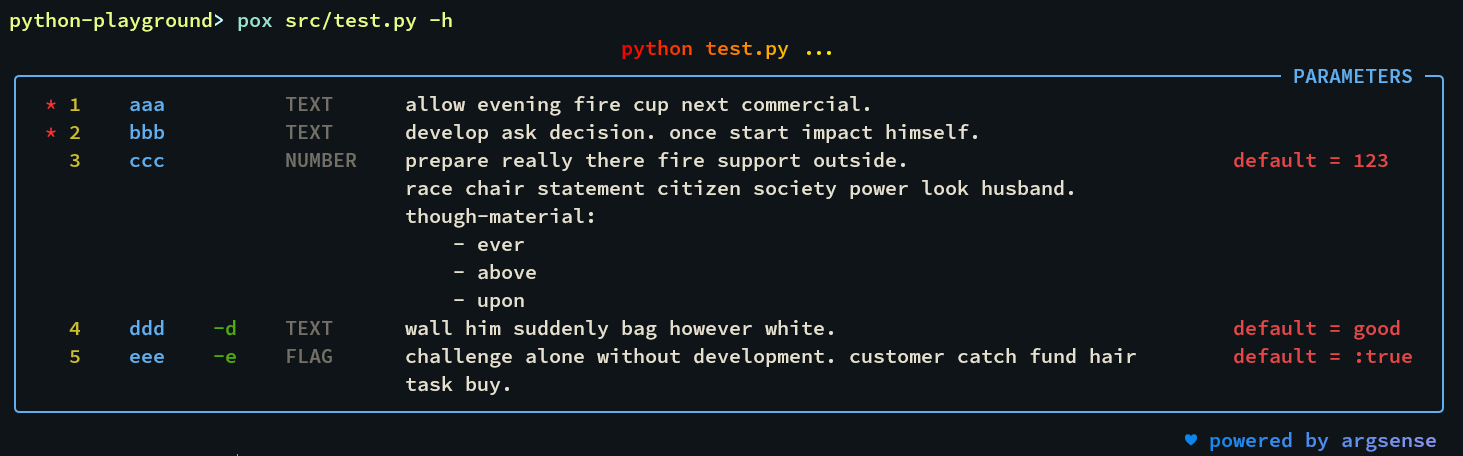 python-playground> pox src/test.py -h
python test.py ...
PARAMETERS
* 1 aaa TEXT allow evening fire cup next commercial.
* 2 bbb TEXT develop ask decision. once start impact himself.
3 ccc NUMBER prepare really there fire support outside. default = 123
race chair statement citizen society power look husband.
though-material:
- ever
- above
- upon
4 ddd -d TEXT wall him suddenly bag however white. default = good
5 eee -e FLAG challenge alone without development. customer catch fund hair default = :true
task buy.
♥ powered by argsense